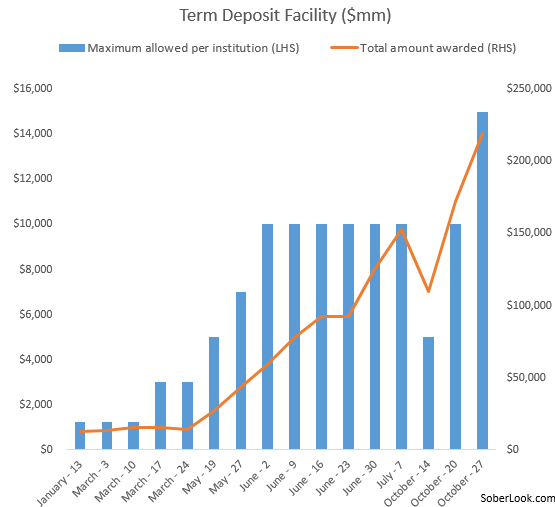 Term Deposit Facility ($mm)
Maximum allowed per institution (LHS)
Total amount awarded (RHS)
$16,000
$14,000
$12,000
$10,000
$8,000
$6,000
$4,000
$2,000
$0
$250,000
$200,000
$150,000
$100,000
$50,000
$0
January - 13
March - 3
March - 10
March - 17
March - 24
May - 19
May - 27
June - 2
June - 9
June - 16
June - 23
June - 30
July - 7
October - 14
October - 20
October - 27
SoberLook.com